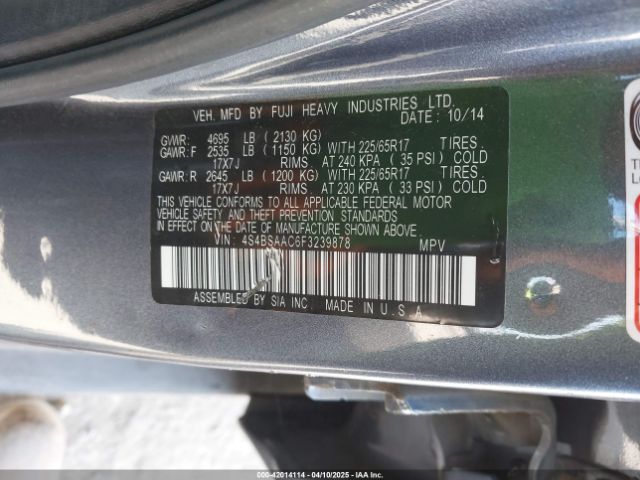 VEH. MFD BY FUJI HEAVY INDUSTRIES LTD.
DATE: 10/14
GVWR: 4695 LB ( 2130 KG)
GAWR: F 2535 LB ( 1150 KG) WITH 225/65R17 TIRES,
17X7J RIMS, AT 240 KPA ( 35 PSI) COLD
GAWR: R 2645 LB ( 1200 KG) WITH 225/65R17 TIRES,
17X7J RIMS, AT 230 KPA ( 33 PSI) COLD
THIS VEHICLE CONFORMS TO ALL APPLICABLE FEDERAL MOTOR
VEHICLE SAFETY AND THEFT PREVENTION STANDARDS
IN EFFECT ON THE DATE OF MANUFACTURE SHOWN ABOVE.
VIN: 4S4BSAAC6F3239878 MPV
ASSEMBLED BY SIA INC. MADE IN U.S.A
000-42014114 - 04/10/2025 - IAA Inc.